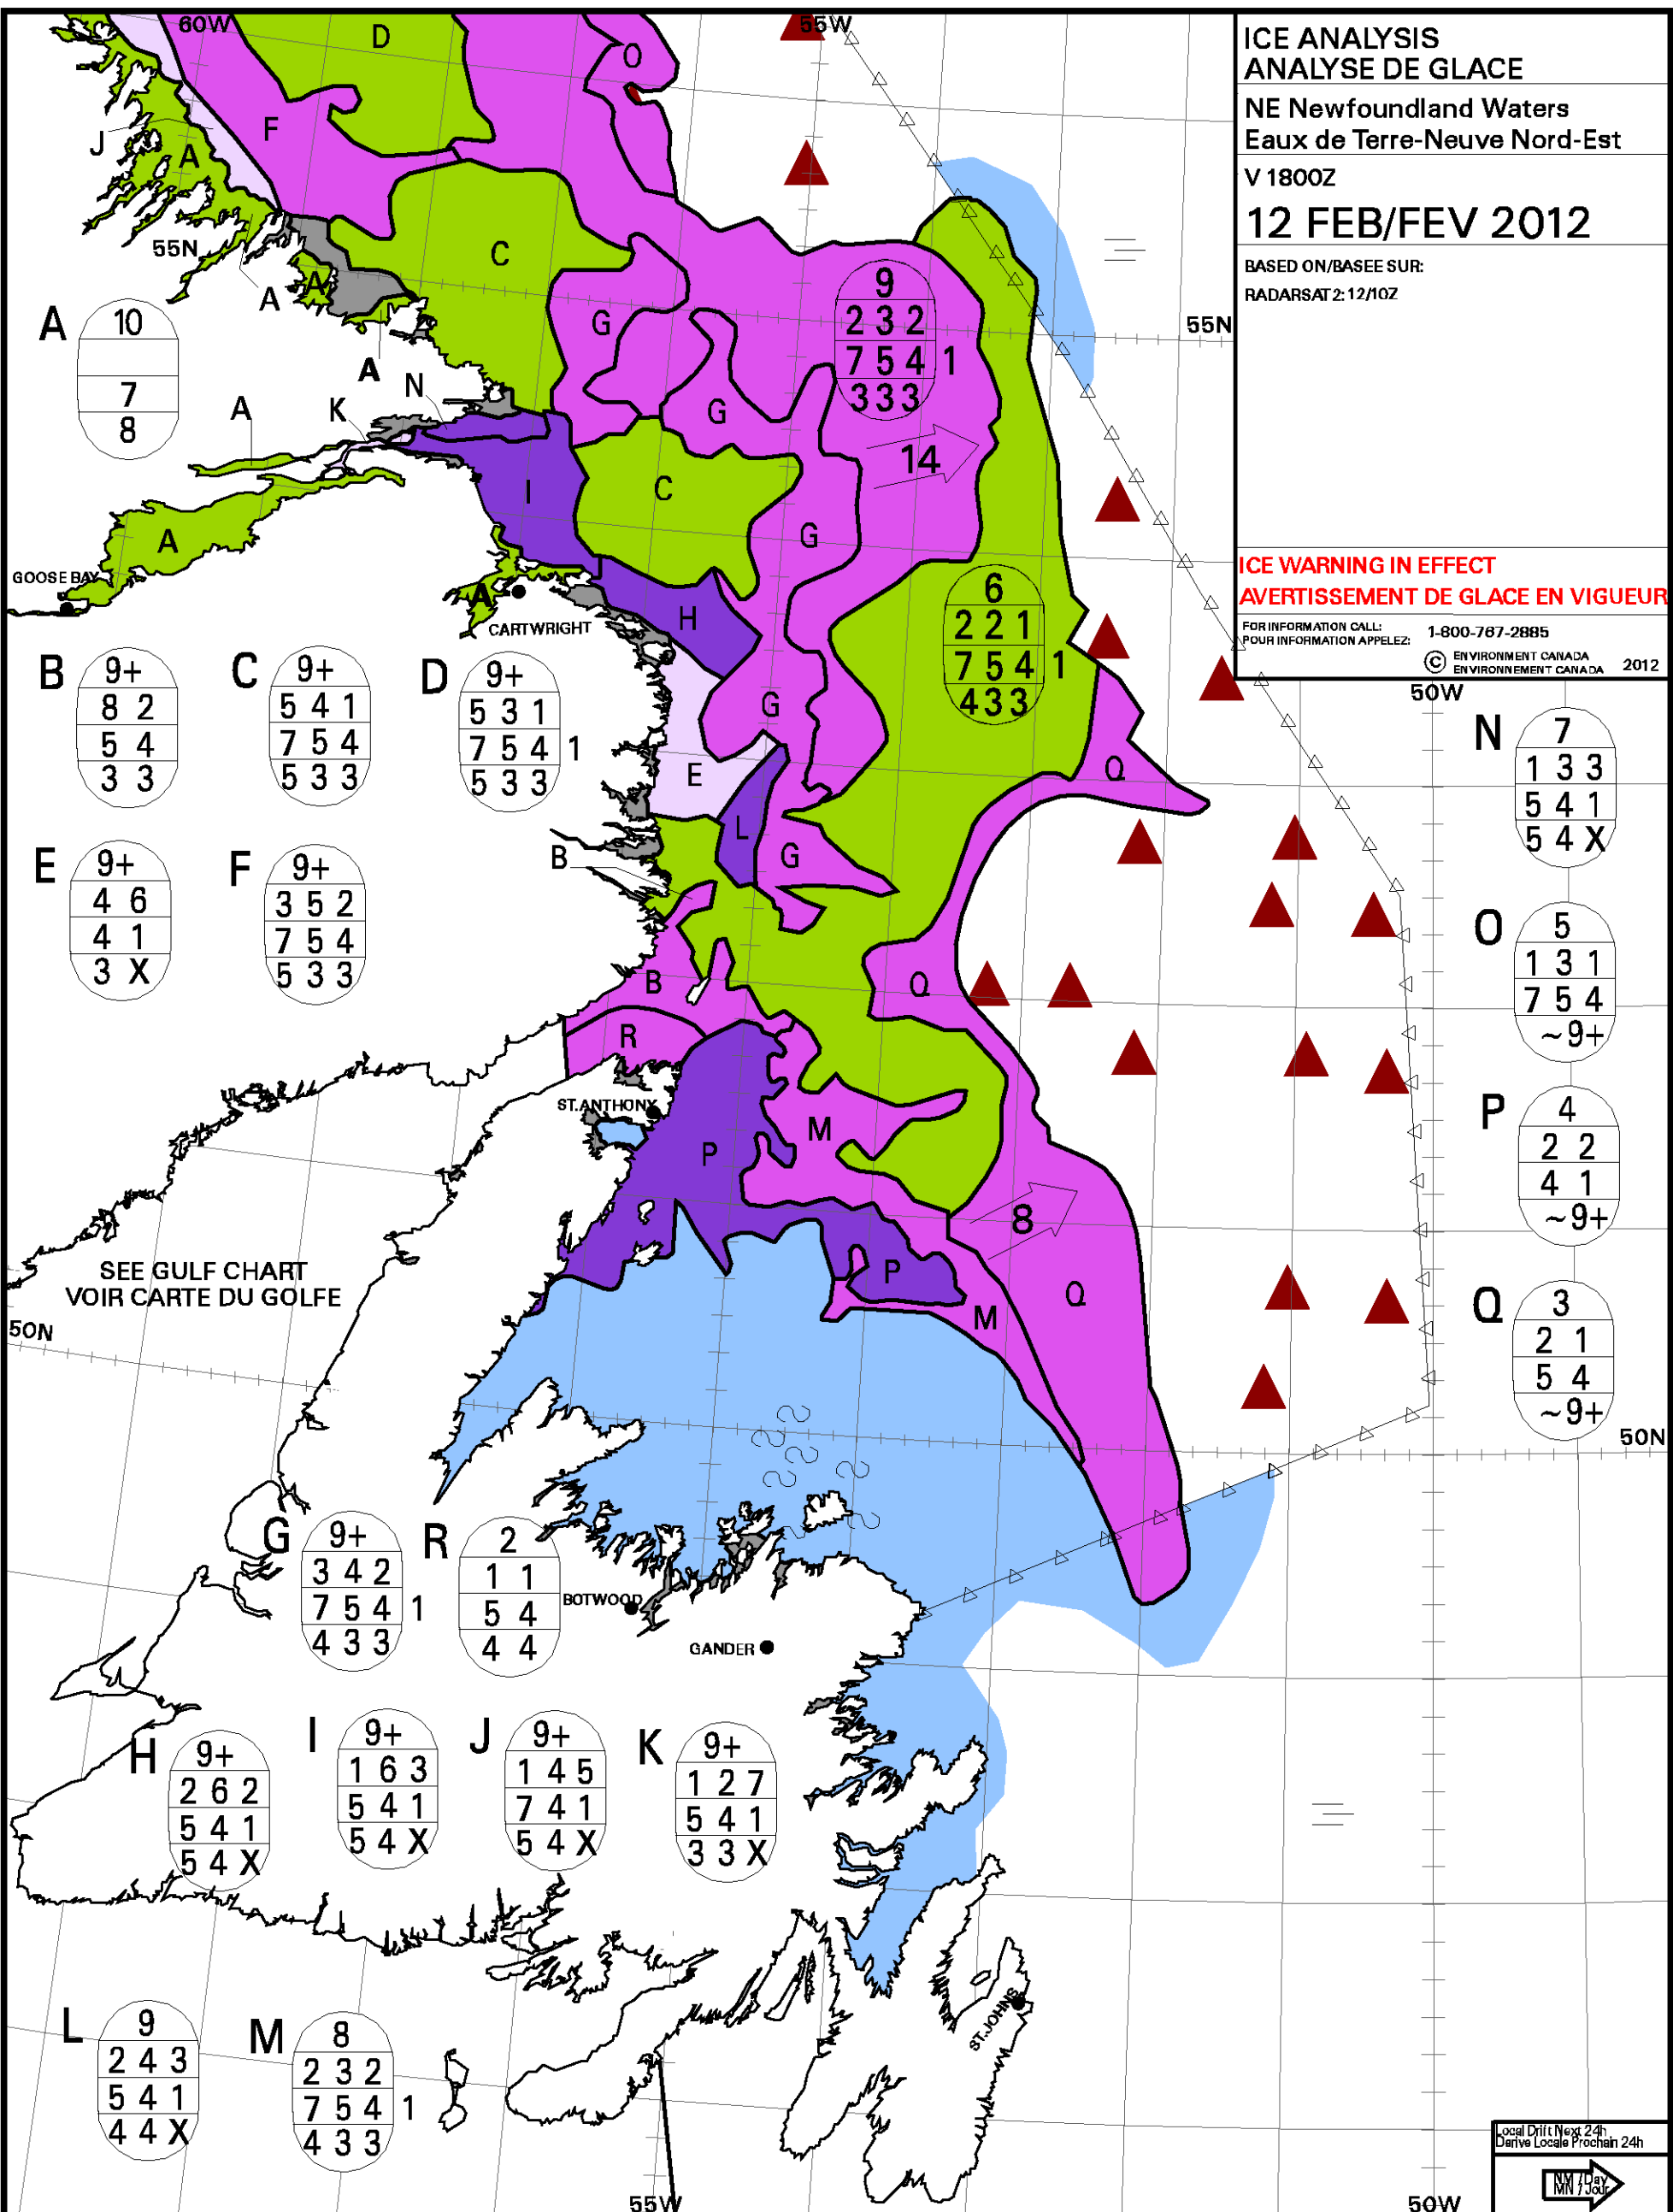 60W
55W
D
O
F
J
A
55N
C
A
A
A
G
N
K
A
G
I
C
G
A
GOOSE BAY
A
CARTWRIGHT
H
G
E
L
G
B
Q
B
Q
R
ST.ANTHONY
M
P
P
M
Q
14
8
55N
ICE ANALYSIS
ANALYSE DE GLACE
NE Newfoundland Waters
Eaux de Terre-Neuve Nord-Est
V 1800Z
12 FEB/FEV 2012
BASED ON/BASEE SUR:
RADARSAT2: 12/10Z
ICE WARNING IN EFFECT
AVERTISSEMENT DE GLACE EN VIGUEUR
FOR INFORMATION CALL:
POUR INFORMATION APPELEZ:
1-800-767-2885
© ENVIRONMENT CANADA
ENVIRONNEMENT CANADA 2012
50W
9
2 3 2
7 5 4 1
3 3 3
6
2 2 1
7 5 4 1
4 3 3
A
10
7
8
B
9+
8 2
5 4
3 3
C
9+
5 4 1
7 5 4
5 3 3
D
9+
5 3 1
7 5 4 1
5 3 3
E
9+
4 6
4 1
3 X
F
9+
3 5 2
7 5 4
5 3 3
N
7
1 3 3
5 4 1
5 4 X
O
5
1 3 1
7 5 4
~9+
P
4
2 2
4 1
~9+
Q
3
2 1
5 4
~9+
SEE GULF CHART
VOIR CARTE DU GOLFE
50N
50N
G
9+
3 4 2
7 5 4 1
4 3 3
R
2
1 1
5 4
4 4
BOTWOOD
GANDER
H
9+
2 6 2
5 4 1
5 4 X
I
9+
1 6 3
5 4 1
5 4 X
J
9+
1 4 5
7 4 1
5 4 X
K
9+
1 2 7
5 4 1
3 3 X
L
9
2 4 3
5 4 1
4 4 X
M
8
2 3 2
7 5 4 1
4 3 3
ST.JOHNS
55W
50W
Local Drift Next 24h
Derive Locale Prochain 24h
NM / Day
MN / Jour